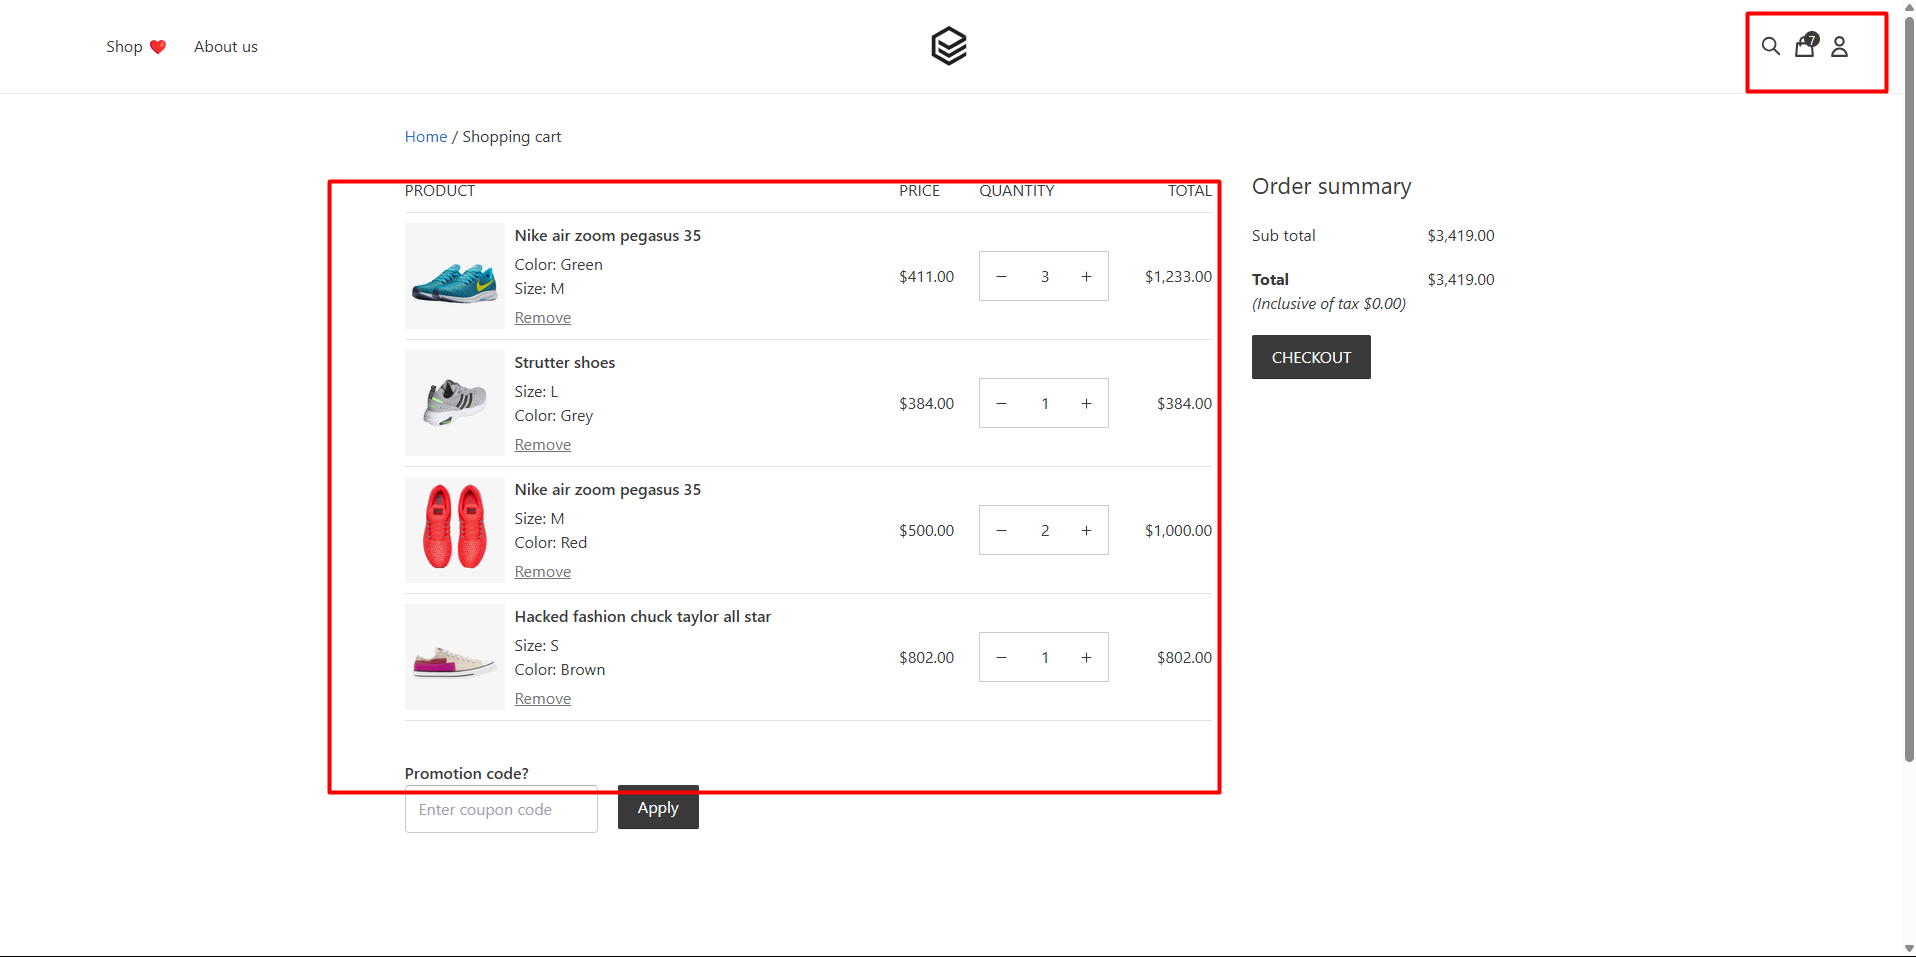 Shop ❤️ About us
7
Home / Shopping cart
PRODUCT PRICE QUANTITY TOTAL
Nike air zoom pegasus 35
Color: Green
Size: M
Remove
$411.00 − 3 + $1,233.00
Strutter shoes
Size: L
Color: Grey
Remove
$384.00 − 1 + $384.00
Nike air zoom pegasus 35
Size: M
Color: Red
Remove
$500.00 − 2 + $1,000.00
Hacked fashion chuck taylor all star
Size: S
Color: Brown
Remove
$802.00 − 1 + $802.00
Promotion code?
Enter coupon code Apply
Order summary
Sub total $3,419.00
Total $3,419.00
(Inclusive of tax $0.00)
CHECKOUT